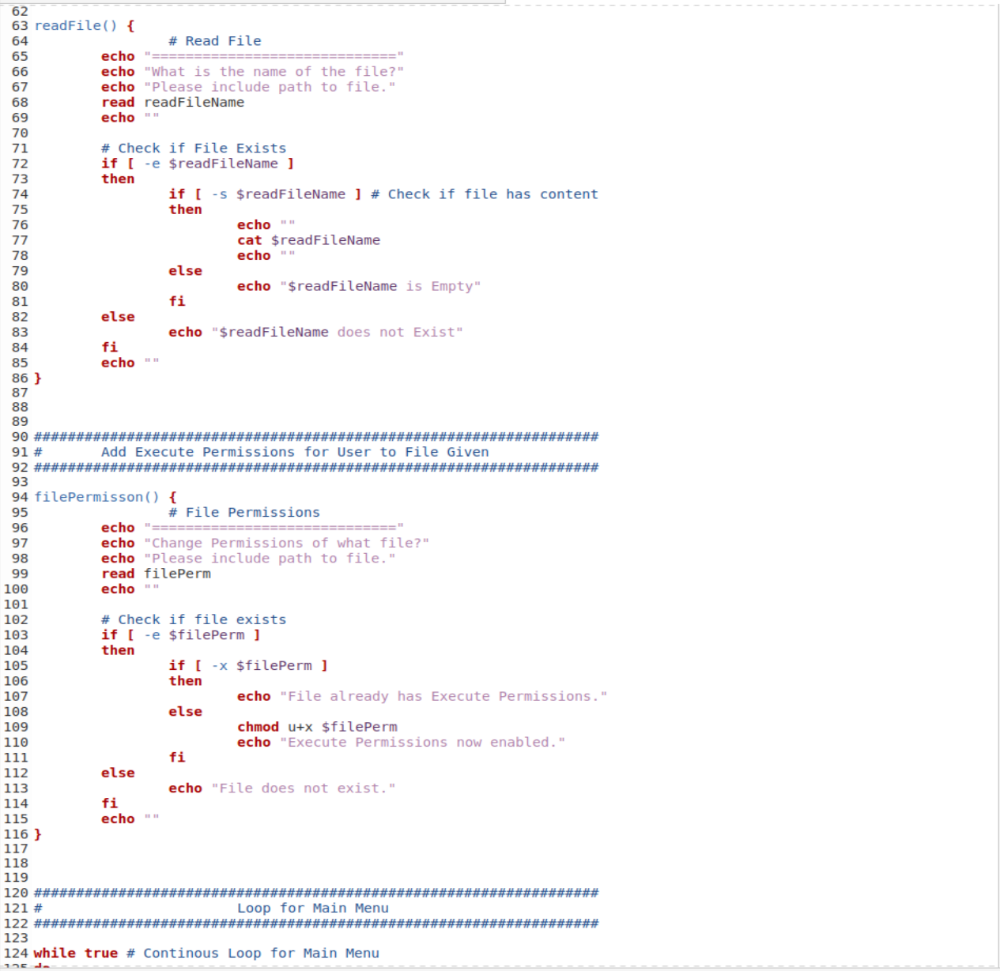 62
63 readFile() {
64 # Read File
65 echo "============================="
66 echo "What is the name of the file?"
67 echo "Please include path to file."
68 read readFileName
69 echo ""
70
71 # Check if File Exists
72 if [ -e $readFileName ]
73 then
74 if [ -s $readFileName ] # Check if file has content
75 then
76 echo ""
77 cat $readFileName
78 echo ""
79 else
80 echo "$readFileName is Empty"
81 fi
82 else
83 echo "$readFileName does not Exist"
84 fi
85 echo ""
86 }
87
88
89
90 ###################################################################
91 # Add Execute Permissions for User to File Given
92 ###################################################################
93
94 filePermisson() {
95 # File Permissions
96 echo "============================="
97 echo "Change Permissions of what file?"
98 echo "Please include path to file."
99 read filePerm
100 echo ""
101
102 # Check if file exists
103 if [ -e $filePerm ]
104 then
105 if [ -x $filePerm ]
106 then
107 echo "File already has Execute Permissions."
108 else
109 chmod u+x $filePerm
110 echo "Execute Permissions now enabled."
111 fi
112 else
113 echo "File does not exist."
114 fi
115 echo ""
116 }
117
118
119
120 ###################################################################
121 # Loop for Main Menu
122 ###################################################################
123
124 while true # Continous Loop for Main Menu